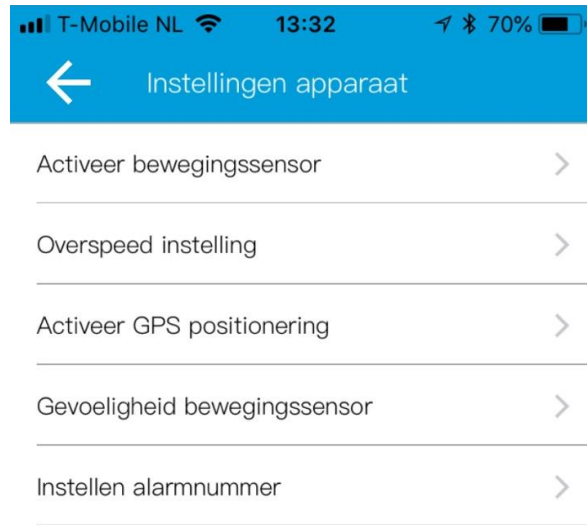 T-Mobile NL 13:32 70%
Instellingen apparaat
Activeer bewegingssensor
Overspeed instelling
Activeer GPS positionering
Gevoeligheid bewegingssensor
Instellen alarmnummer